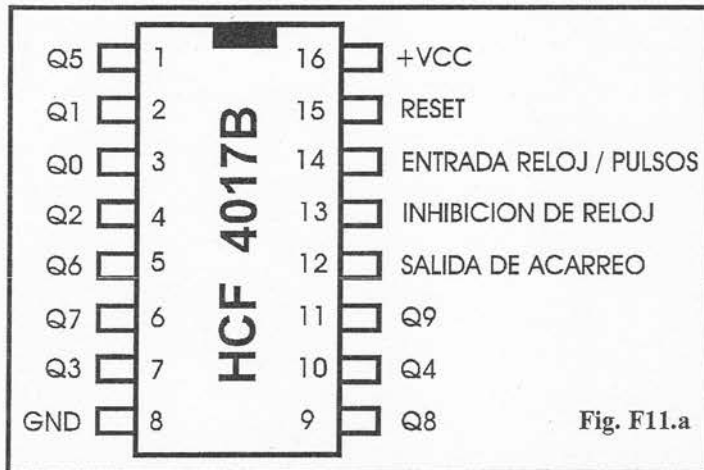 Q5 1 16 +VCC
Q1 2 15 RESET
Q0 3 14 ENTRADA RELOJ / PULSOS
Q2 4 13 INHIBICION DE RELOJ
Q6 5 12 SALIDA DE ACARREO
Q7 6 11 Q9
Q3 7 10 Q4
GND 8 9 Q8
HCF 4017B
Fig. F11.a